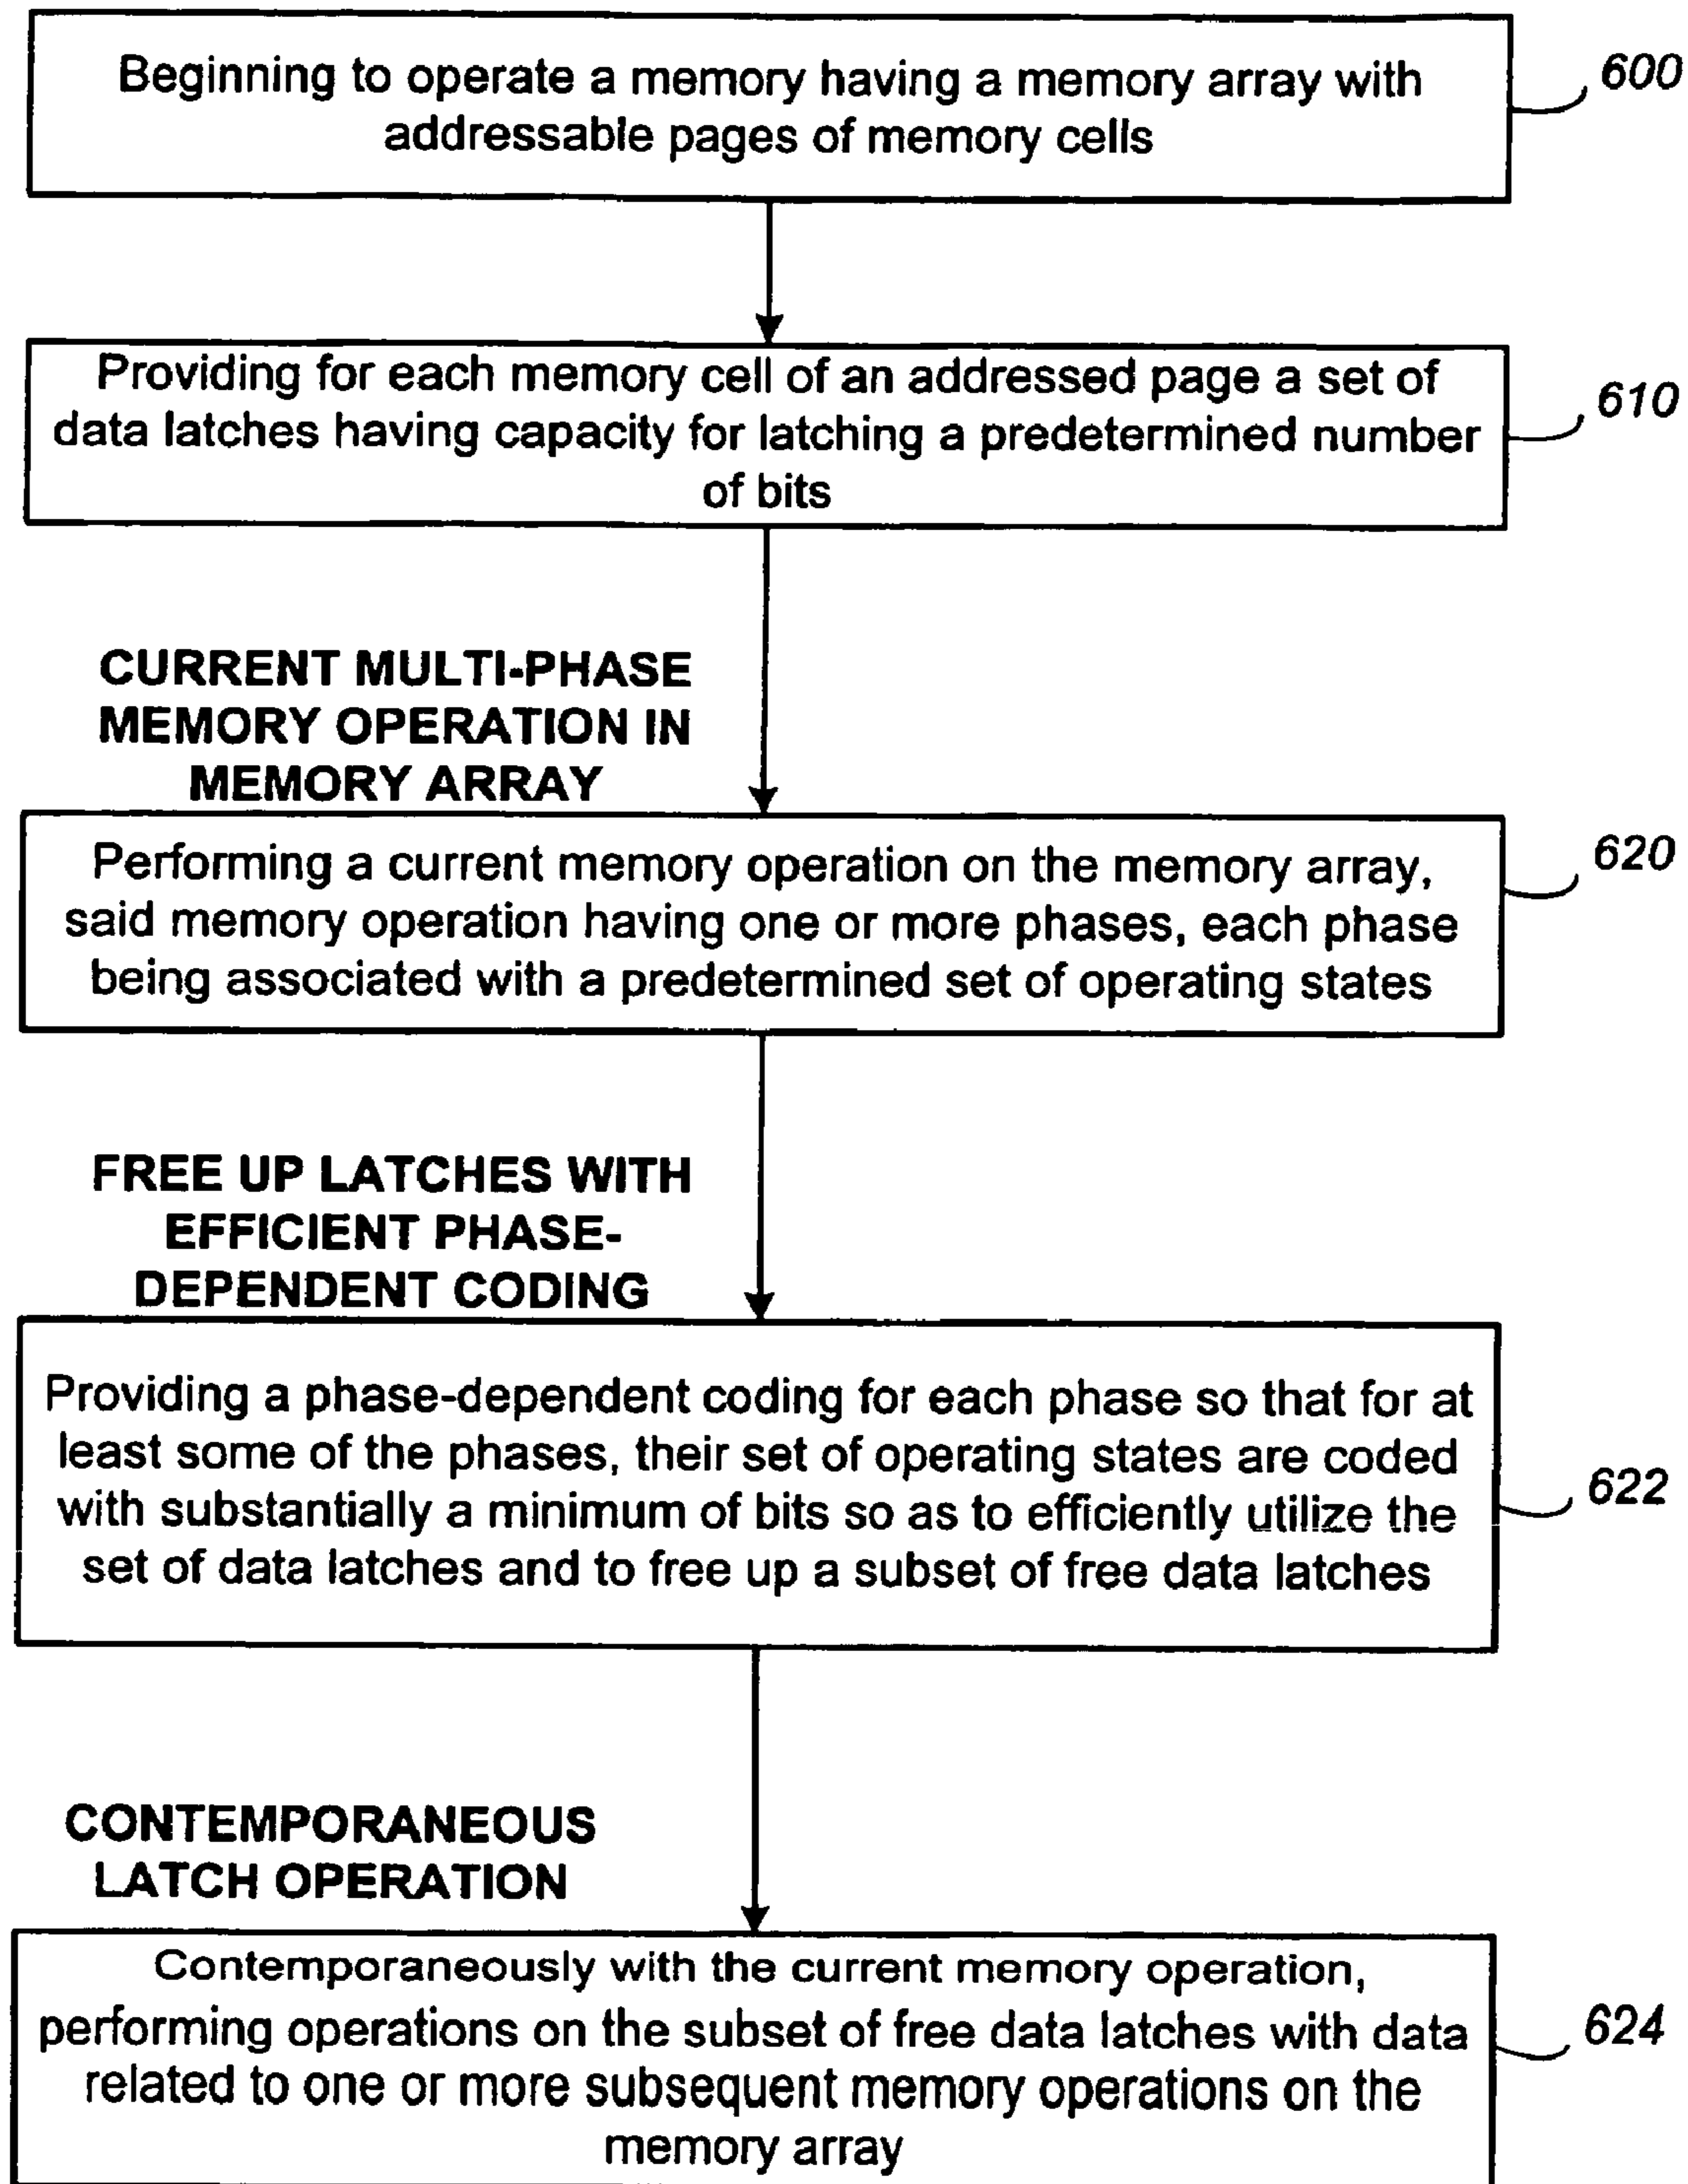 Beginning to operate a memory having a memory array with
addressable pages of memory cells
600
Providing for each memory cell of an addressed page a set of
data latches having capacity for latching a predetermined number
of bits
610
CURRENT MULTI-PHASE
MEMORY OPERATION IN
MEMORY ARRAY
Performing a current memory operation on the memory array,
said memory operation having one or more phases, each phase
being associated with a predetermined set of operating states
620
FREE UP LATCHES WITH
EFFICIENT PHASE-
DEPENDENT CODING
Providing a phase-dependent coding for each phase so that for at
least some of the phases, their set of operating states are coded
with substantially a minimum of bits so as to efficiently utilize the
set of data latches and to free up a subset of free data latches
622
CONTEMPORANEOUS
LATCH OPERATION
Contemporaneously with the current memory operation,
performing operations on the subset of free data latches with data
related to one or more subsequent memory operations on the
memory array
624